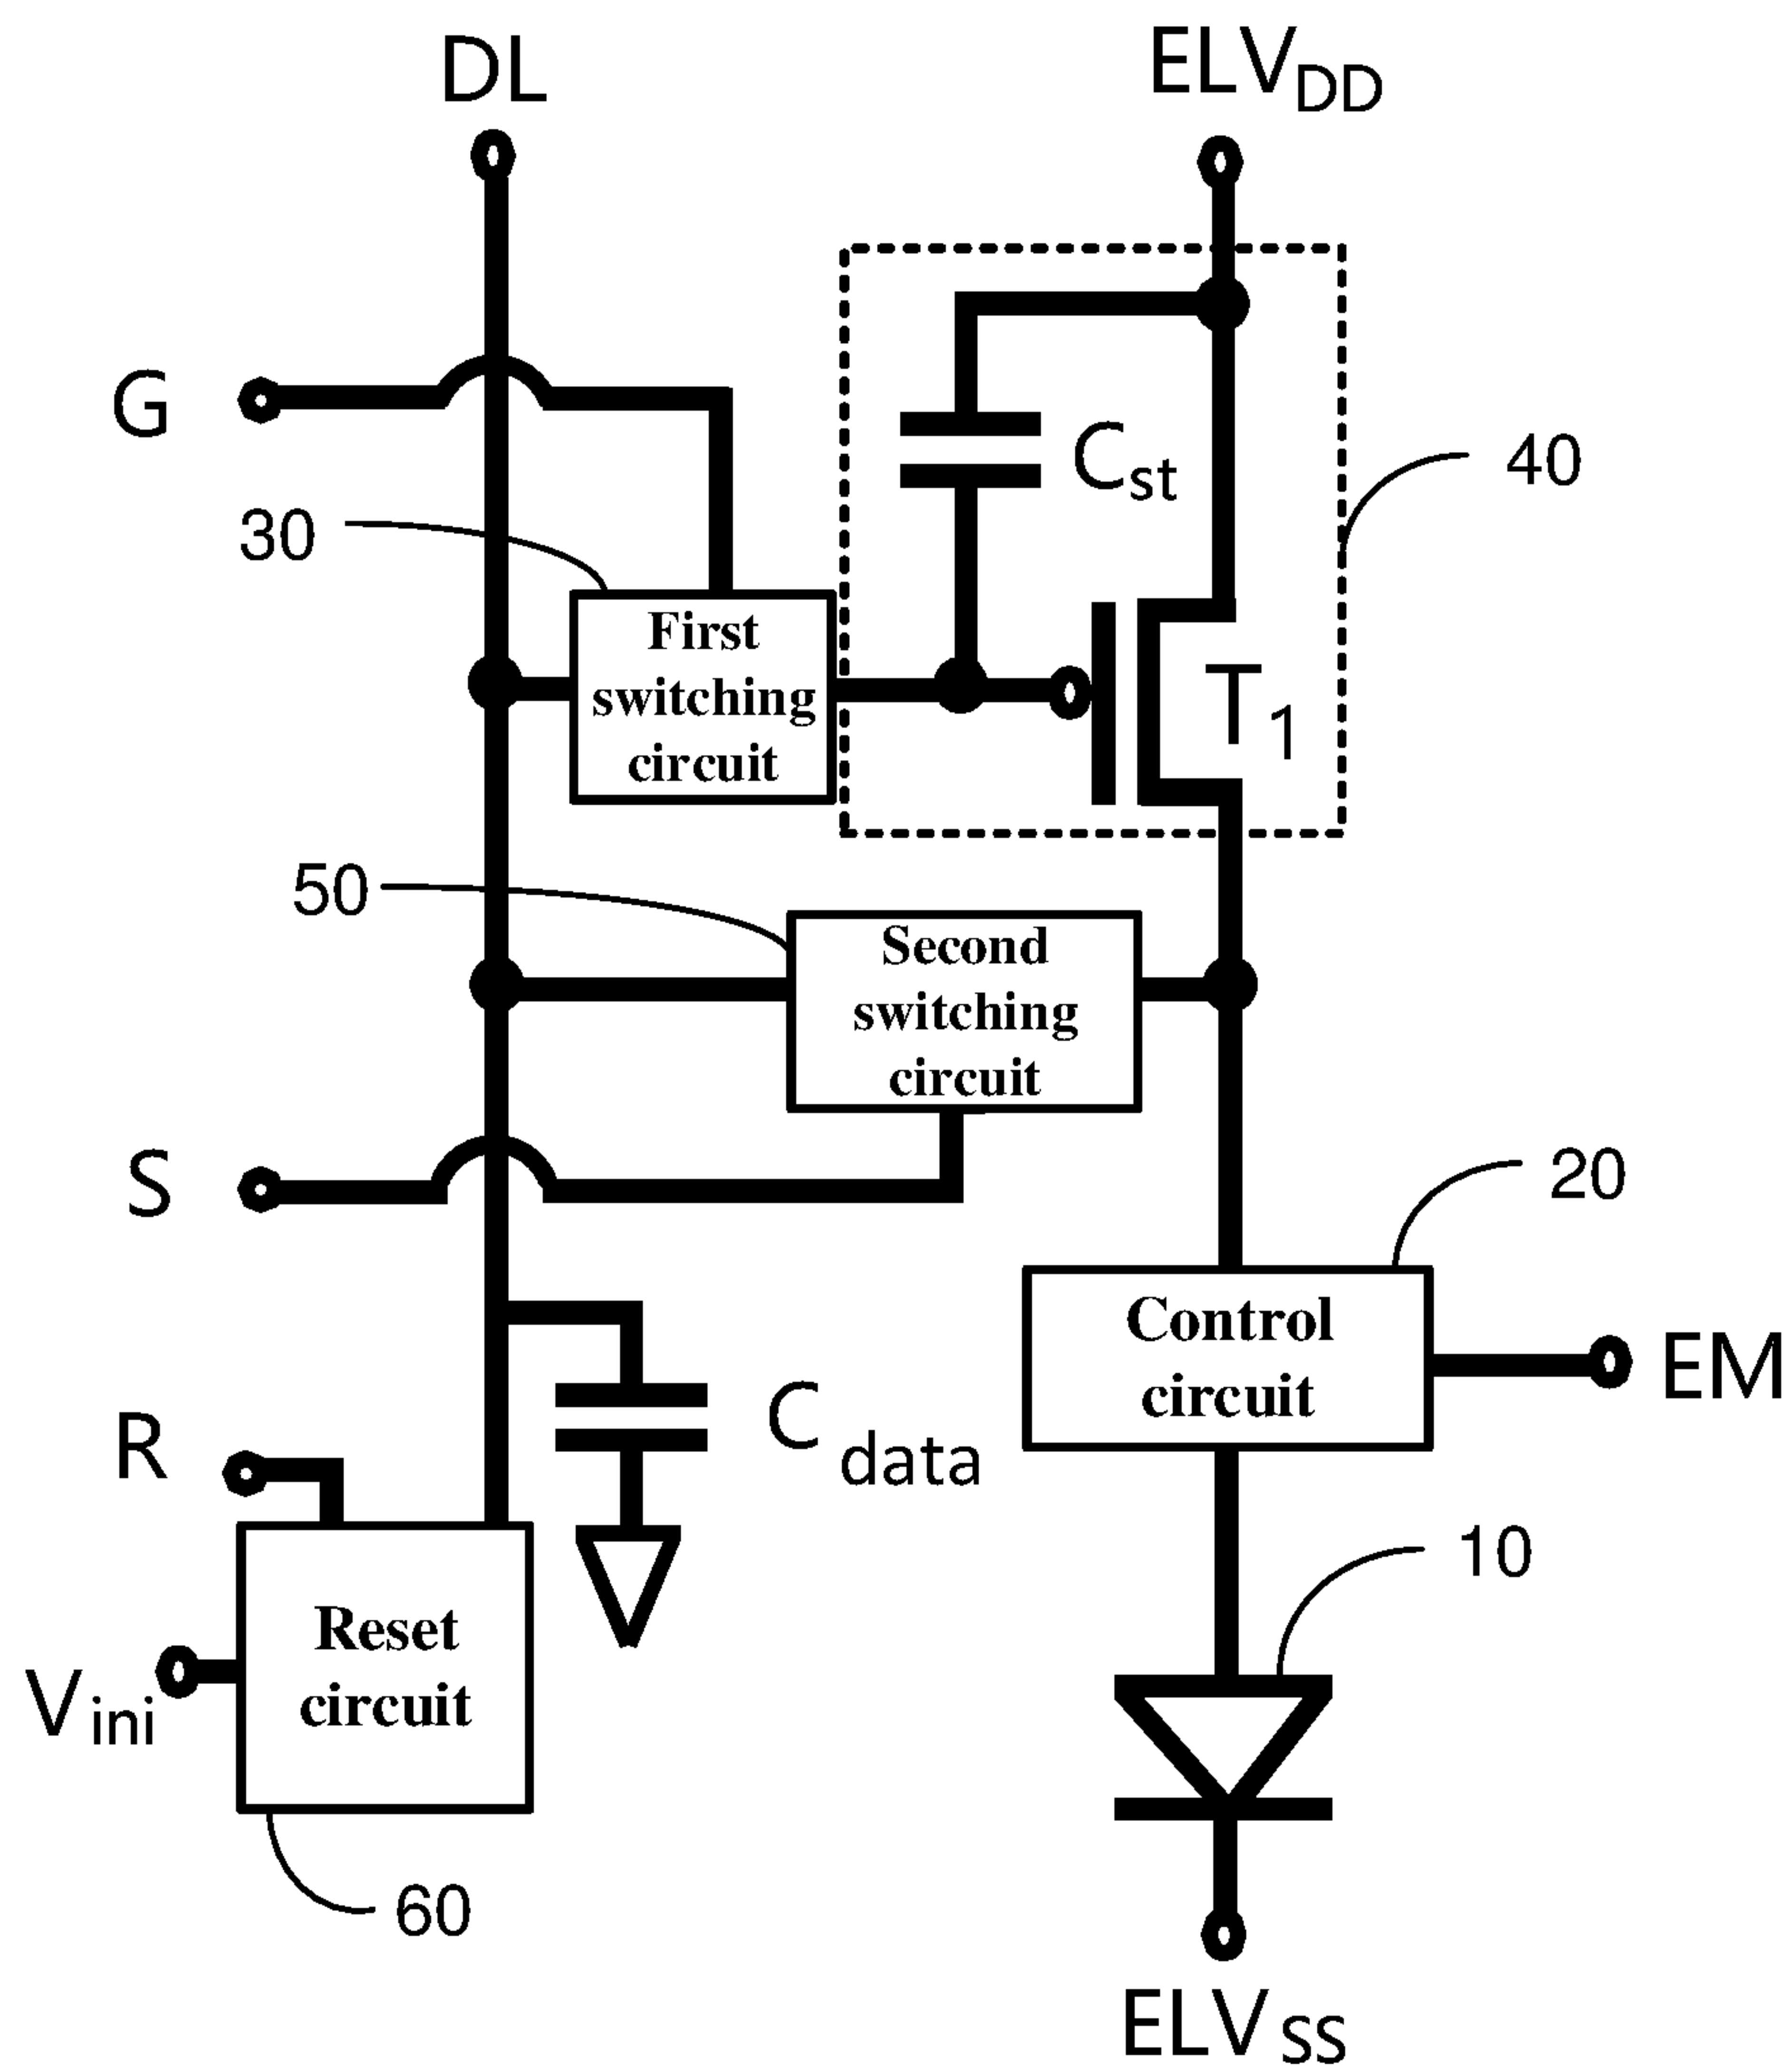 DL
ELVDD
G
Cst
40
30
First
switching
circuit
T1
50
Second
switching
circuit
S
20
Control
circuit
EM
R
Cdata
10
Reset
circuit
Vini
60
ELVSS